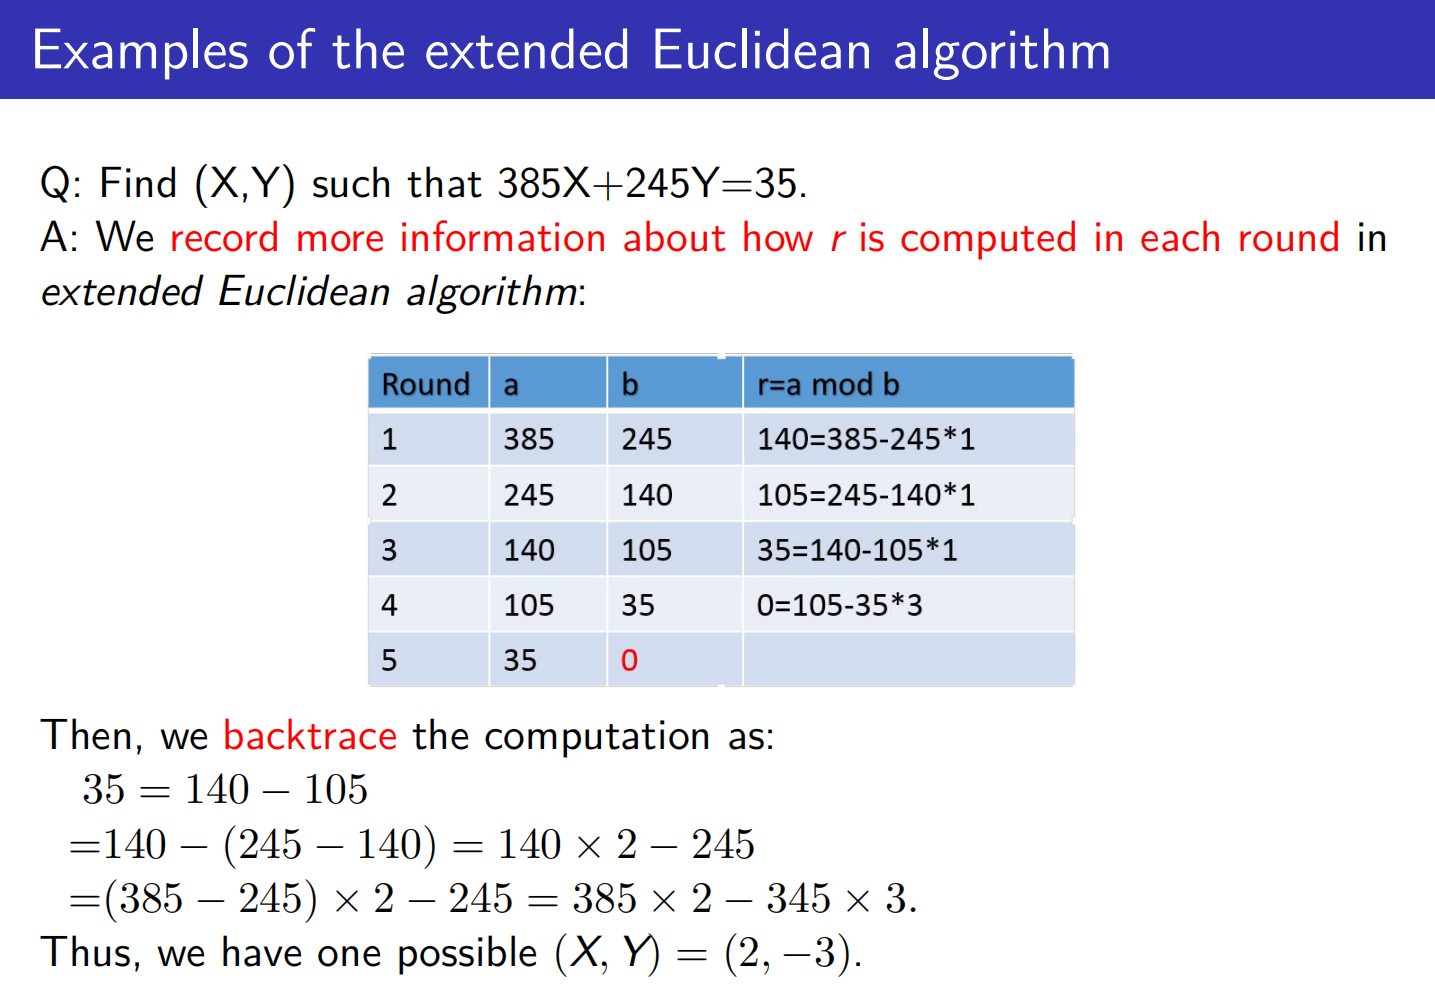 Examples of the extended Euclidean algorithm
Q: Find (X,Y) such that 385X+245Y=35.
A: We record more information about how r is computed in each round in
extended Euclidean algorithm:
Round a b r=a mod b
1 385 245 140=385-245*1
2 245 140 105=245-140*1
3 140 105 35=140-105*1
4 105 35 0=105-35*3
5 35 0
Then, we backtrace the computation as:
35 = 140 − 105
=140 − (245 − 140) = 140 × 2 − 245
=(385 − 245) × 2 − 245 = 385 × 2 − 345 × 3.
Thus, we have one possible (X, Y) = (2, −3).